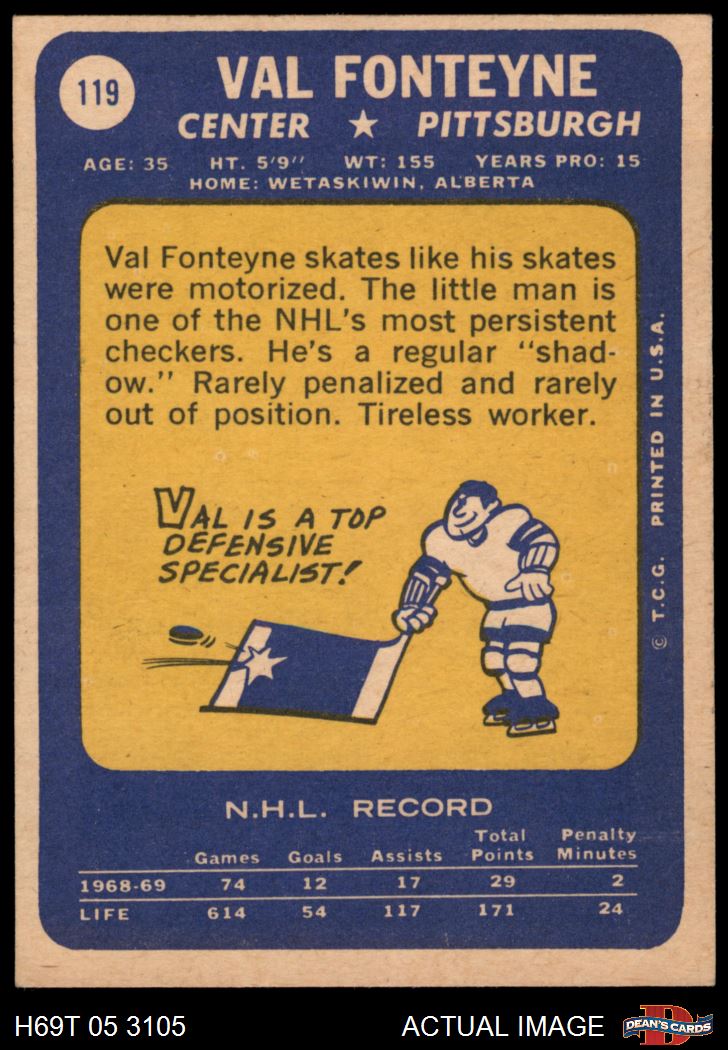 119
VAL FONTEYNE
CENTER ★ PITTSBURGH
AGE: 35 HT. 5'9'' WT: 155 YEARS PRO: 15
HOME: WETASKIWIN, ALBERTA
Val Fonteyne skates like his skates
were motorized. The little man is
one of the NHL's most persistent
checkers. He's a regular "shad-
ow." Rarely penalized and rarely
out of position. Tireless worker.
VAL IS A TOP
DEFENSIVE
SPECIALIST!
© T.C.G. PRINTED IN U.S.A.
N.H.L. RECORD
Games Goals Assists Total Points Penalty Minutes
1968-69 74 12 17 29 2
LIFE 614 54 117 171 24
H69T 05 3105 ACTUAL IMAGE
D
DEAN'S CARDS